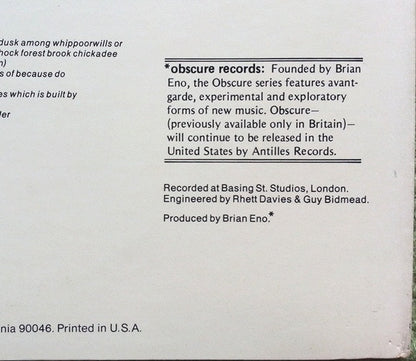 dusk among whippoorwills or
hock forest brook chickadee
s of because do
es which is built by
*obscure records: Founded by Brian
Eno, the Obscure series features avant-
garde, experimental and exploratory
forms of new music. Obscure—
(previously available only in Britain)—
will continue to be released in the
United States by Antilles Records.
Recorded at Basing St. Studios, London.
Engineered by Rhett Davies & Guy Bidmead.
Produced by Brian Eno.*
nia 90046. Printed in U.S.A.